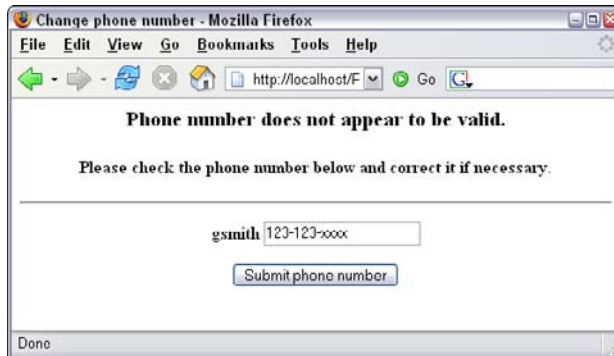 Change phone number - Mozilla Firefox
File Edit View Go Bookmarks Tools Help
http://localhost/F Go G
Phone number does not appear to be valid.
Please check the phone number below and correct it if necessary.
gsmith 123-123-xxxx
Submit phone number
Done